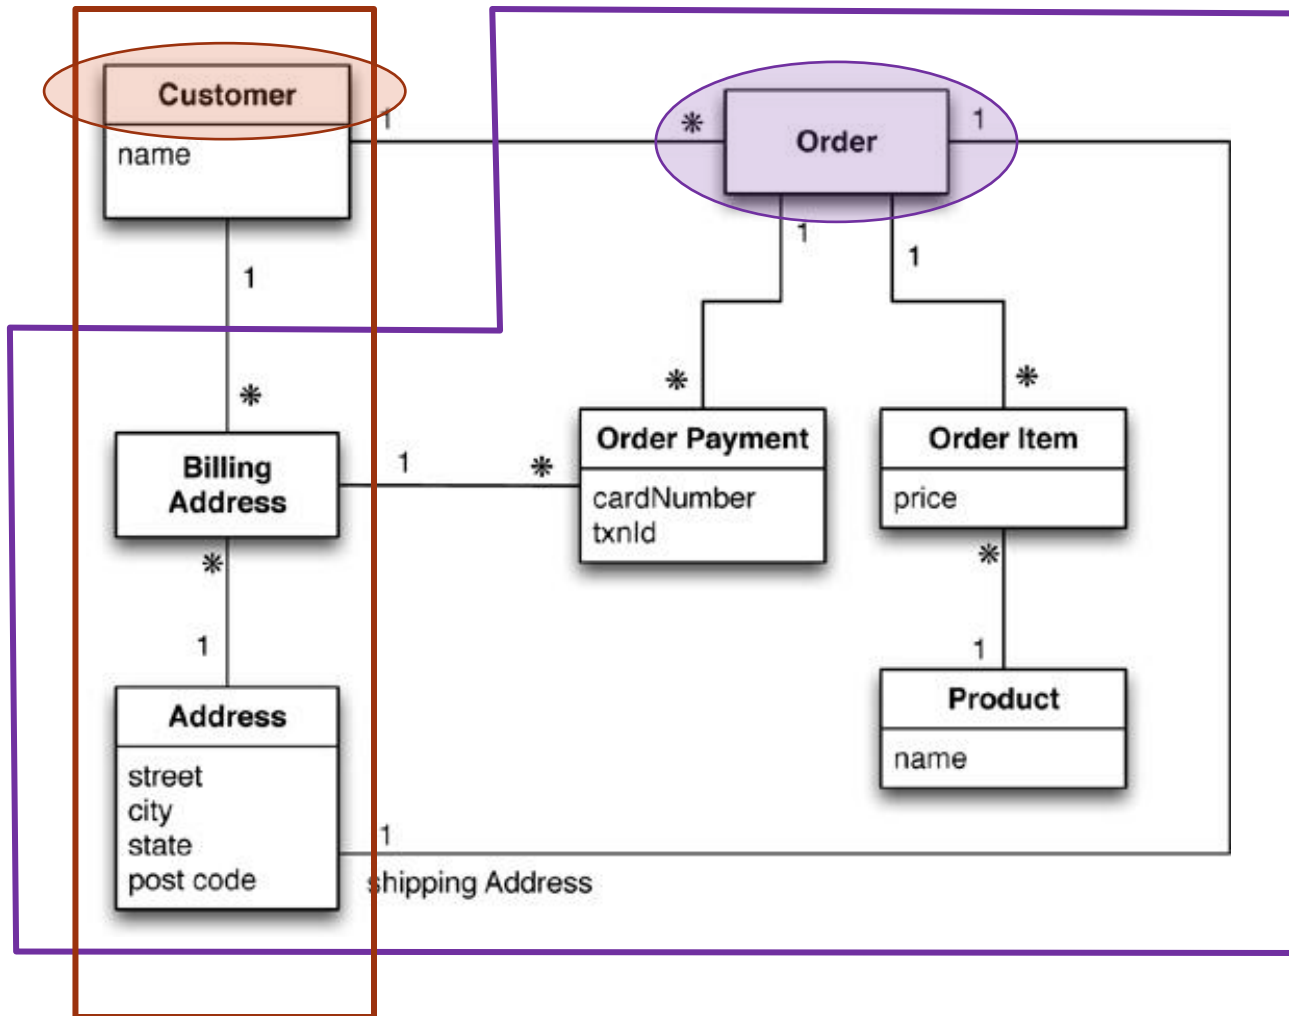 Customer
name
1
*
Order
1
1
1
1
*
*
*
Billing
Address
1
*
Order Payment
cardNumber
txnId
Order Item
price
*
1
*
1
Address
street
city
state
post code
Product
name
1
shipping Address